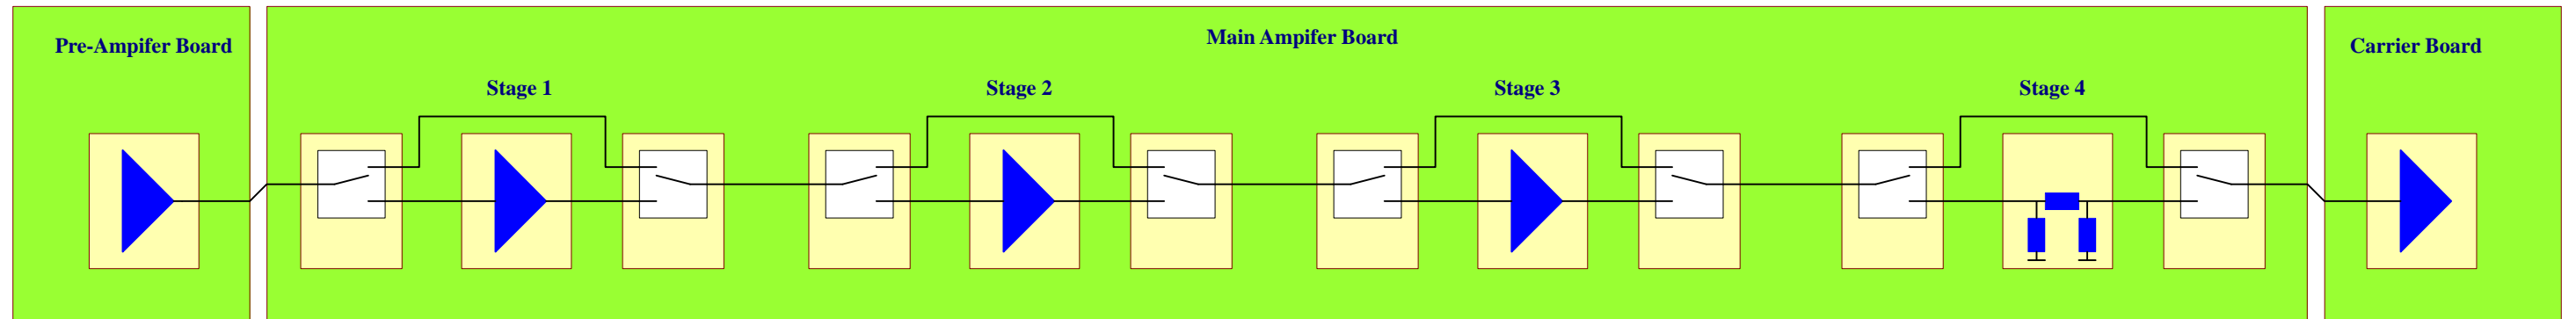 Pre-Ampifer Board
Main Ampifer Board
Carrier Board
Stage 1
Stage 2
Stage 3
Stage 4